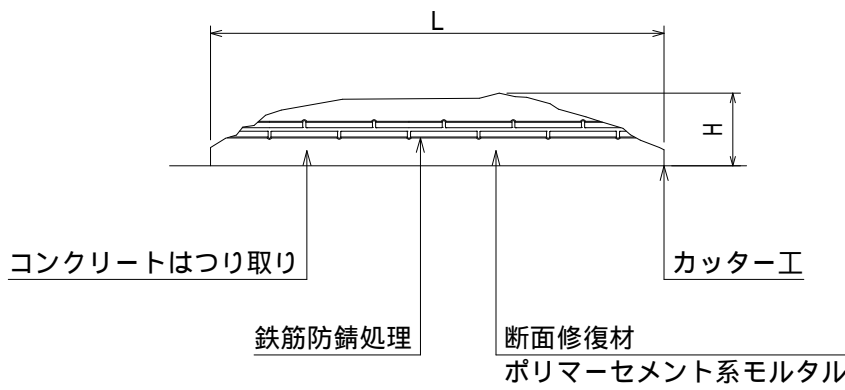 L
H
コンクリートはつり取り
カッター工
鉄筋防錆処理
断面修復材
ポリマーセメント系モルタル